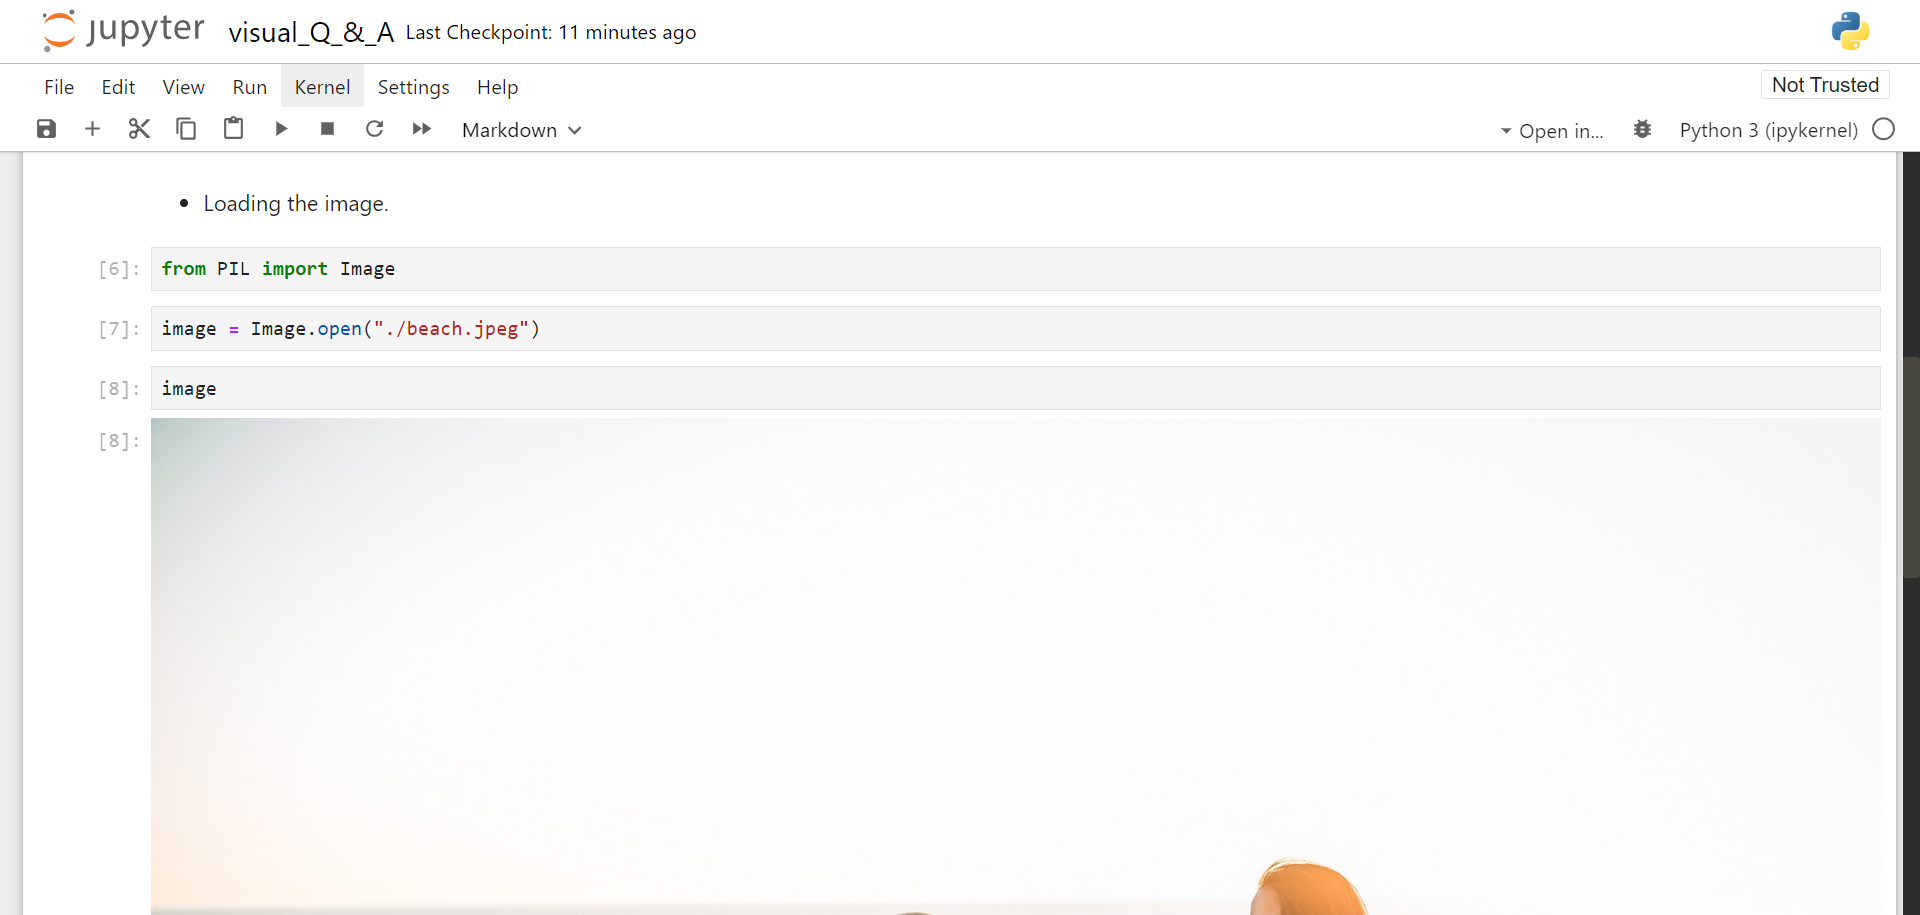 jupyter visual_Q_&_A Last Checkpoint: 11 minutes ago
File Edit View Run Kernel Settings Help Not Trusted
Markdown Open in... Python 3 (ipykernel)
• Loading the image.
[6]: from PIL import Image
[7]: image = Image.open("./beach.jpeg")
[8]: image
[8]: